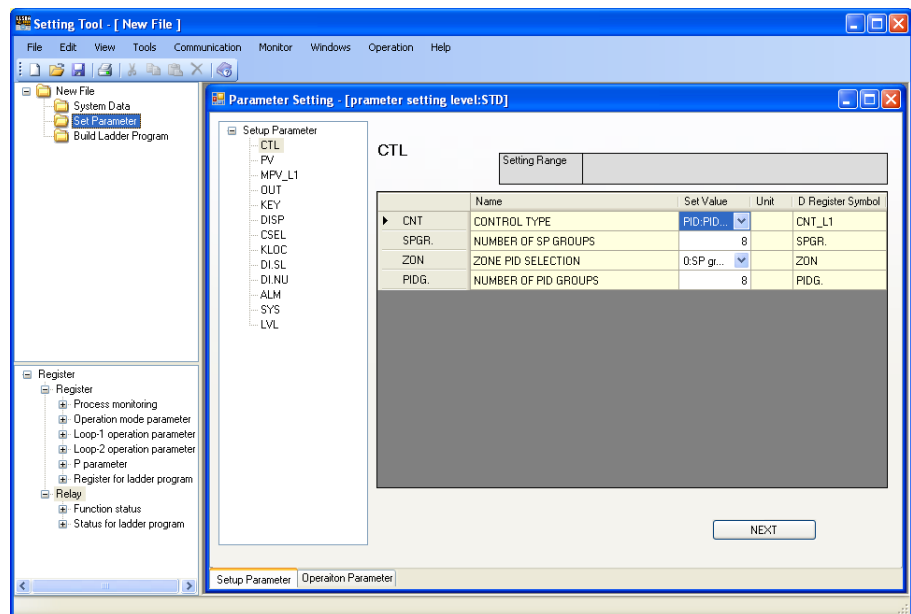 Setting Tool - [ New File ]
File Edit View Tools Communication Monitor Windows Operation Help
New File
System Data
Set Parameter
Build Ladder Program
Register
Register
Process monitoring
Operation mode parameter
Loop-1 operation parameter
Loop-2 operation parameter
P parameter
Register for ladder program
Relay
Function status
Status for ladder program
Parameter Setting - [prameter setting level:STD]
Setup Parameter
CTL
PV
MPV_L1
OUT
KEY
DISP
CSEL
KLOC
DI.SL
DI.NU
ALM
SYS
LVL
CTL
Setting Range
Name Set Value Unit D Register Symbol
CNT CONTROL TYPE PID:PID... CNT_L1
SPGR. NUMBER OF SP GROUPS 8 SPGR.
ZON ZONE PID SELECTION 0:SP gr... ZON
PIDG. NUMBER OF PID GROUPS 8 PIDG.
NEXT
Setup Parameter Operaiton Parameter